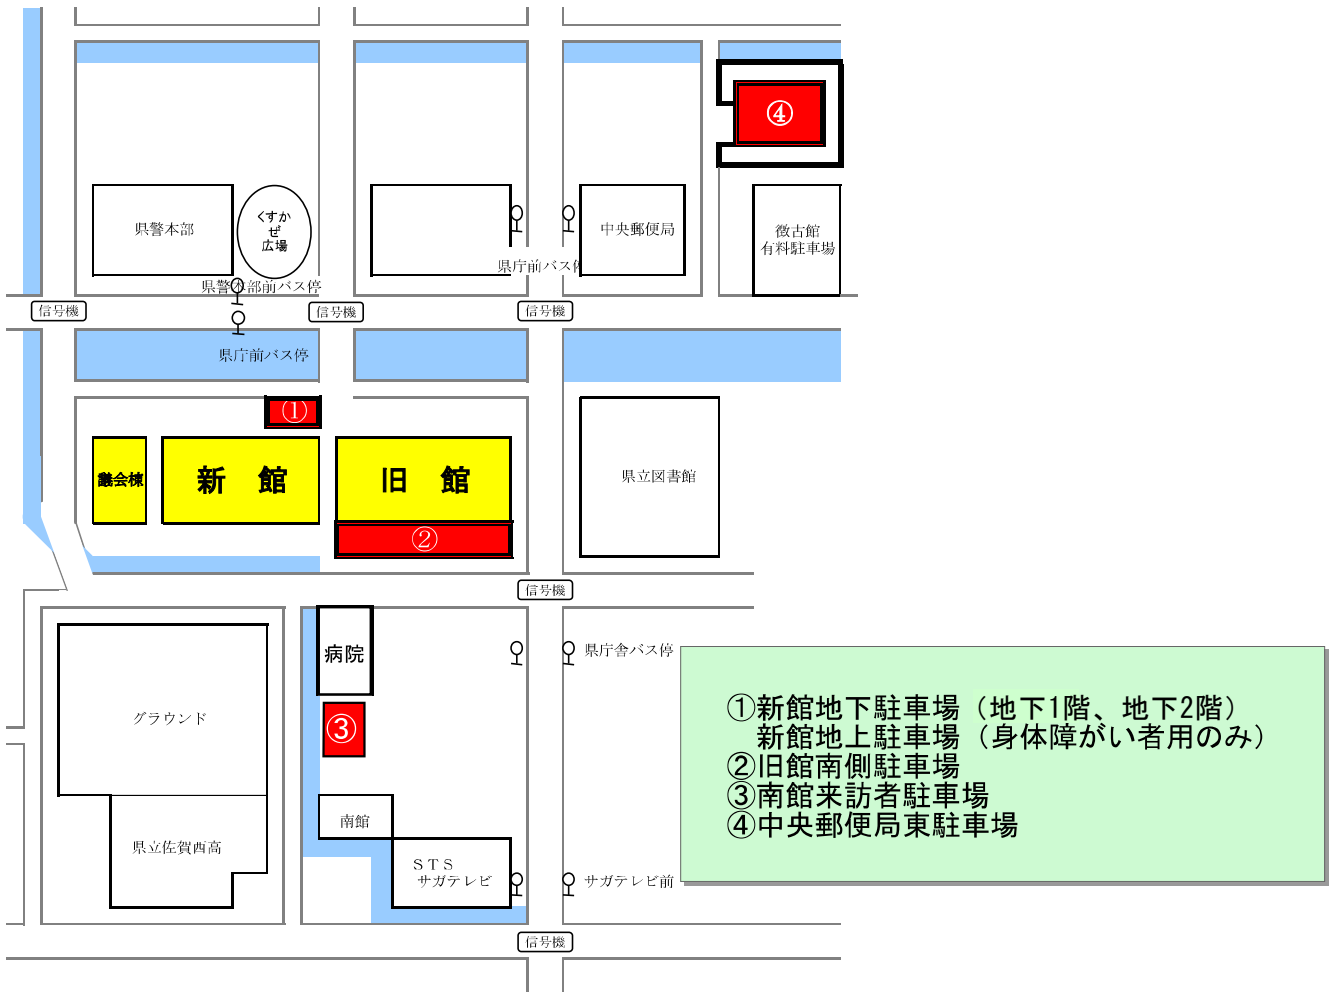 ④
県警本部
くすか
ぜ
広場
中央郵便局
徴古館
有料駐車場
県庁前バス停
県警本部前バス停
信号機
信号機
信号機
県庁前バス停
①
議会棟
新 館
旧 館
県立図書館
②
信号機
病院
県庁舎バス停
③
グラウンド
①新館地下駐車場（地下1階、地下2階）
新館地上駐車場（身体障がい者用のみ）
②旧館南側駐車場
③南館来訪者駐車場
④中央郵便局東駐車場
南館
県立佐賀西高
ＳＴＳ
サガテレビ
サガテレビ前
信号機